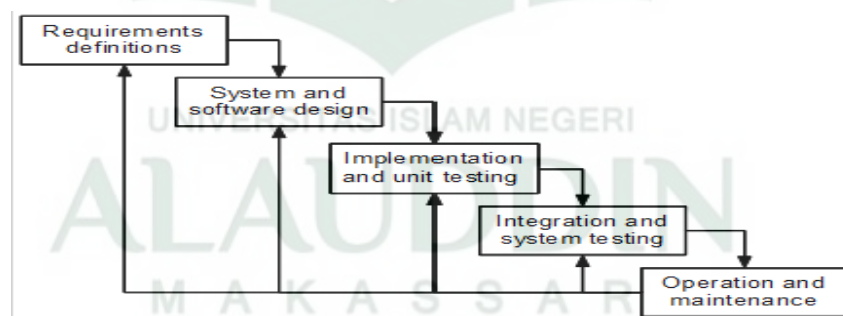 Requirements
definitions
System and
software design
UNIVERSITAS ISLAM NEGERI
Implementation
and unit testing
ALAUDDIN
Integration and
system testing
Operation and
maintenance
MAKASSAR